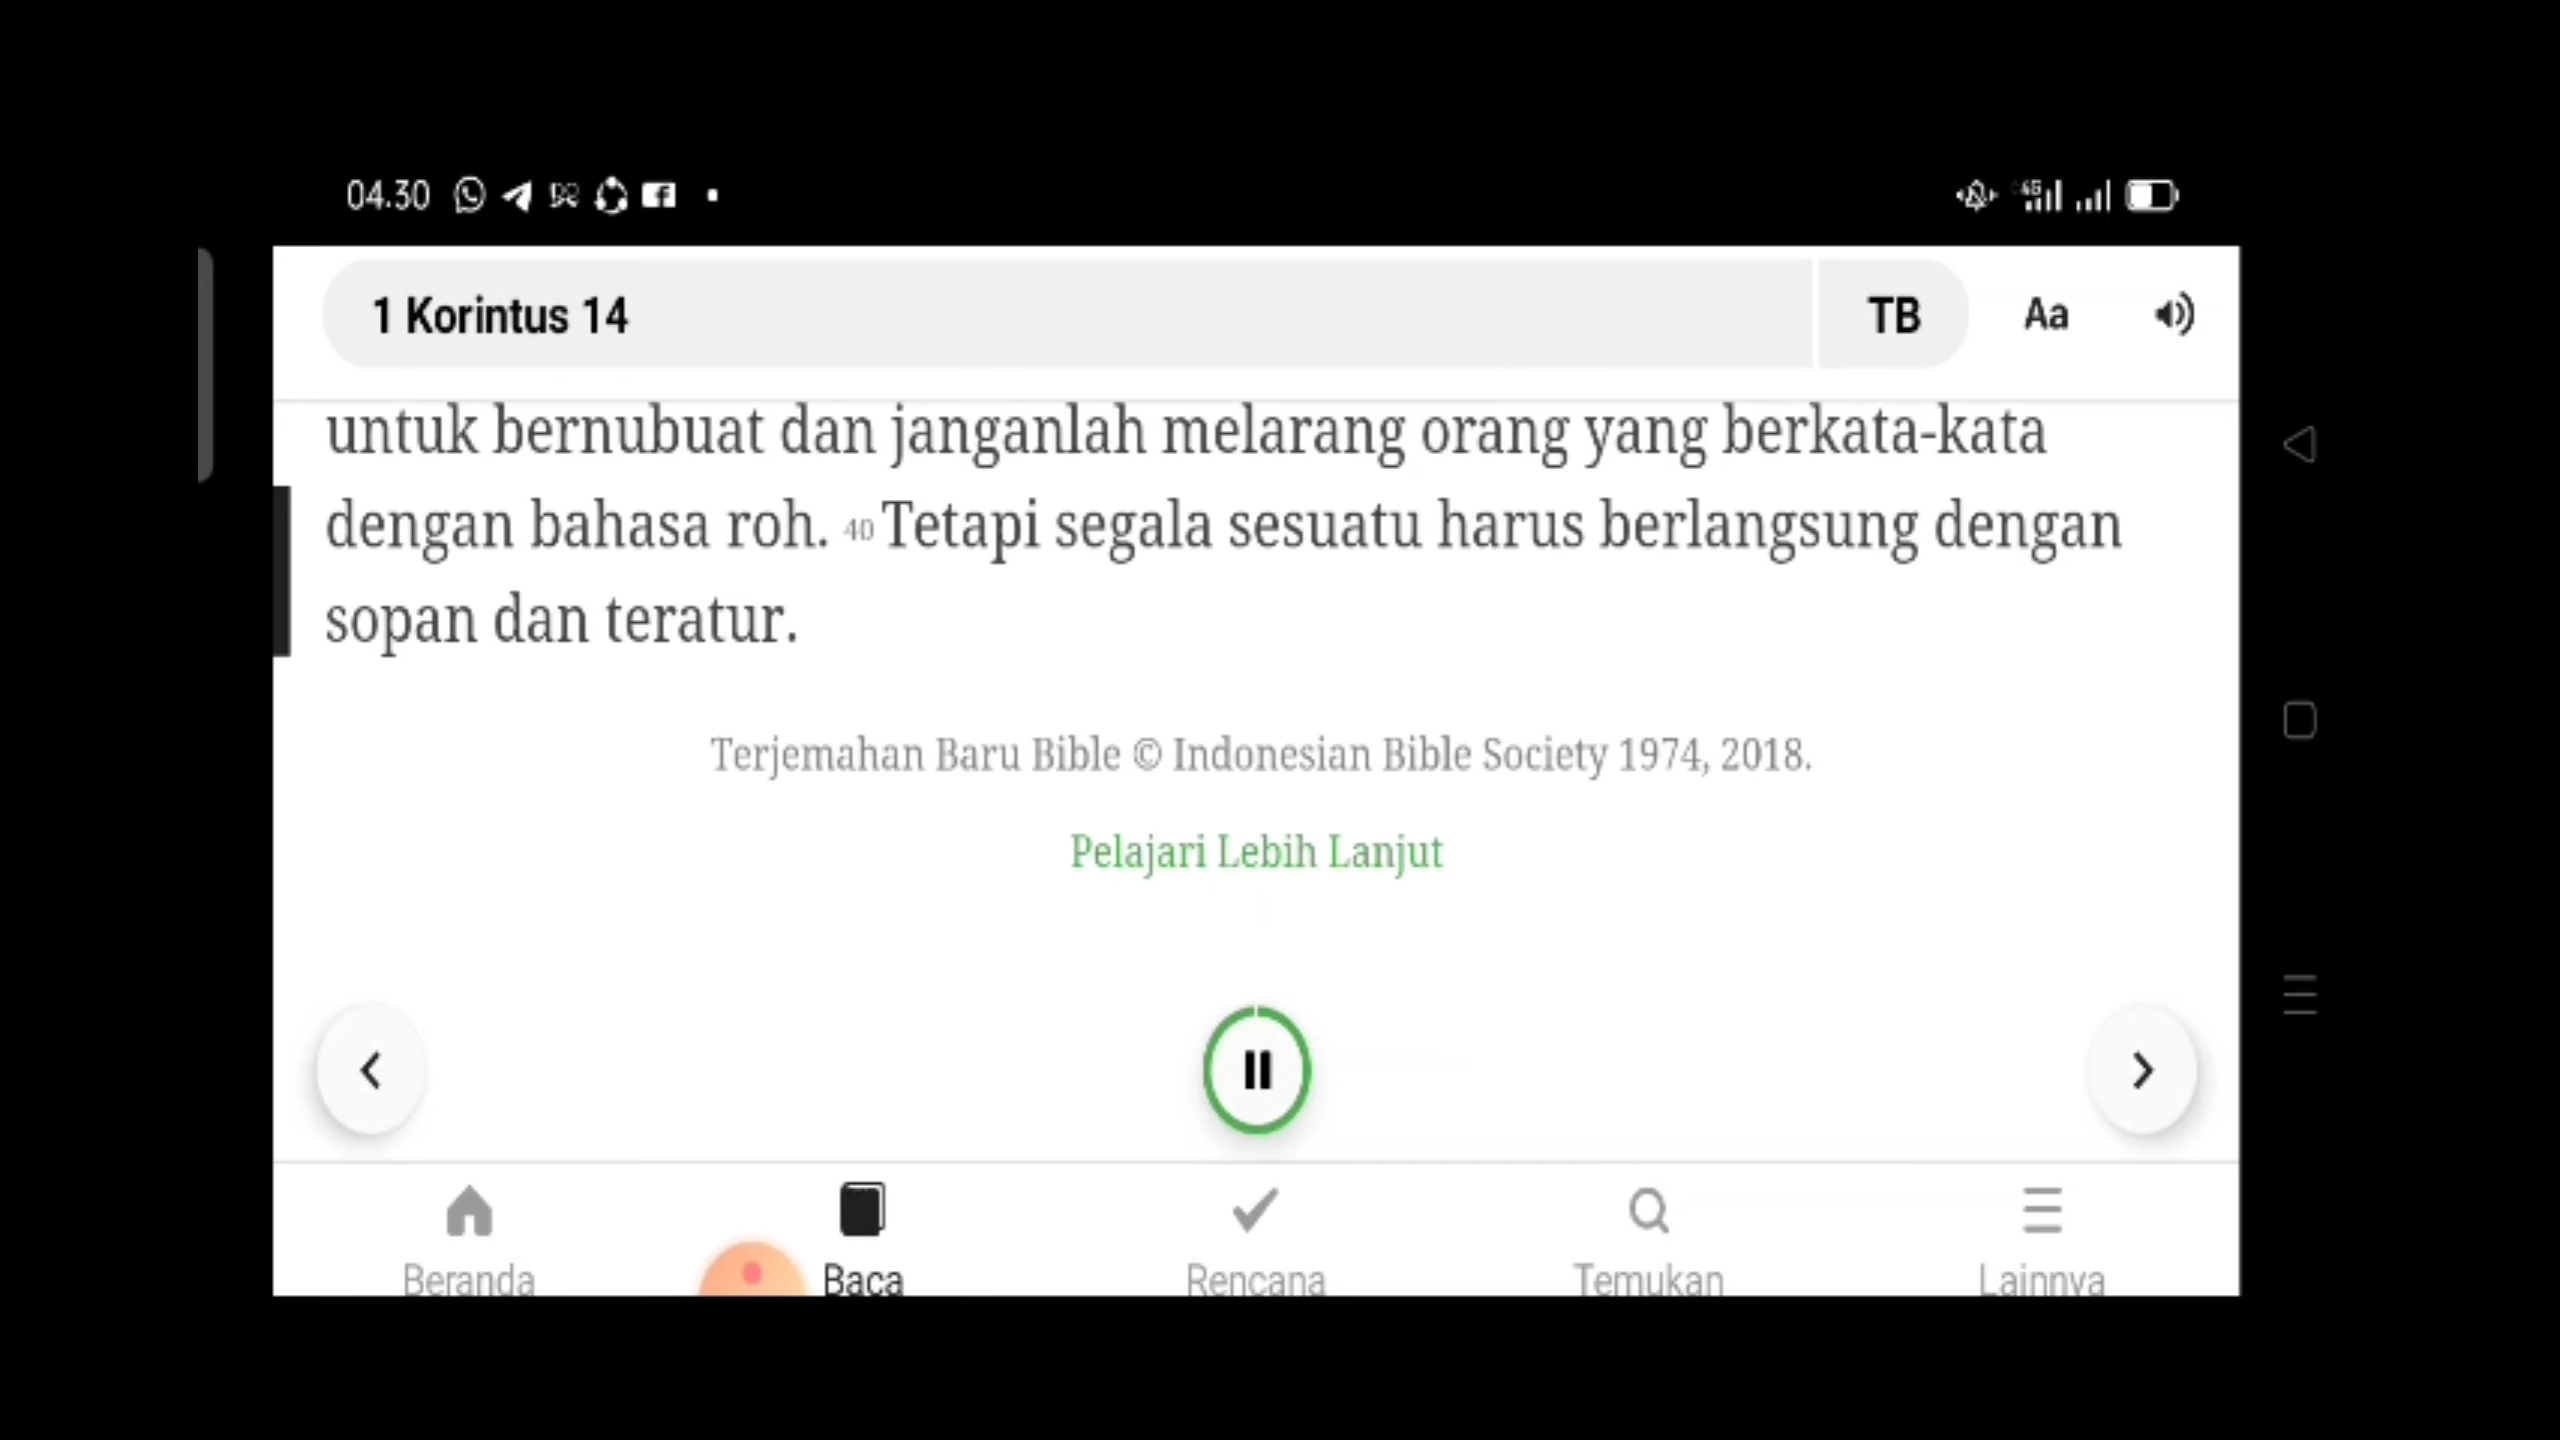 04.30
4G
1 Korintus 14
TB
Aa
untuk bernubuat dan janganlah melarang orang yang berkata-kata
dengan bahasa roh. 40 Tetapi segala sesuatu harus berlangsung dengan
sopan dan teratur.
Terjemahan Baru Bible © Indonesian Bible Society 1974, 2018.
Pelajari Lebih Lanjut
Beranda
Baca
Rencana
Temukan
Lainnya